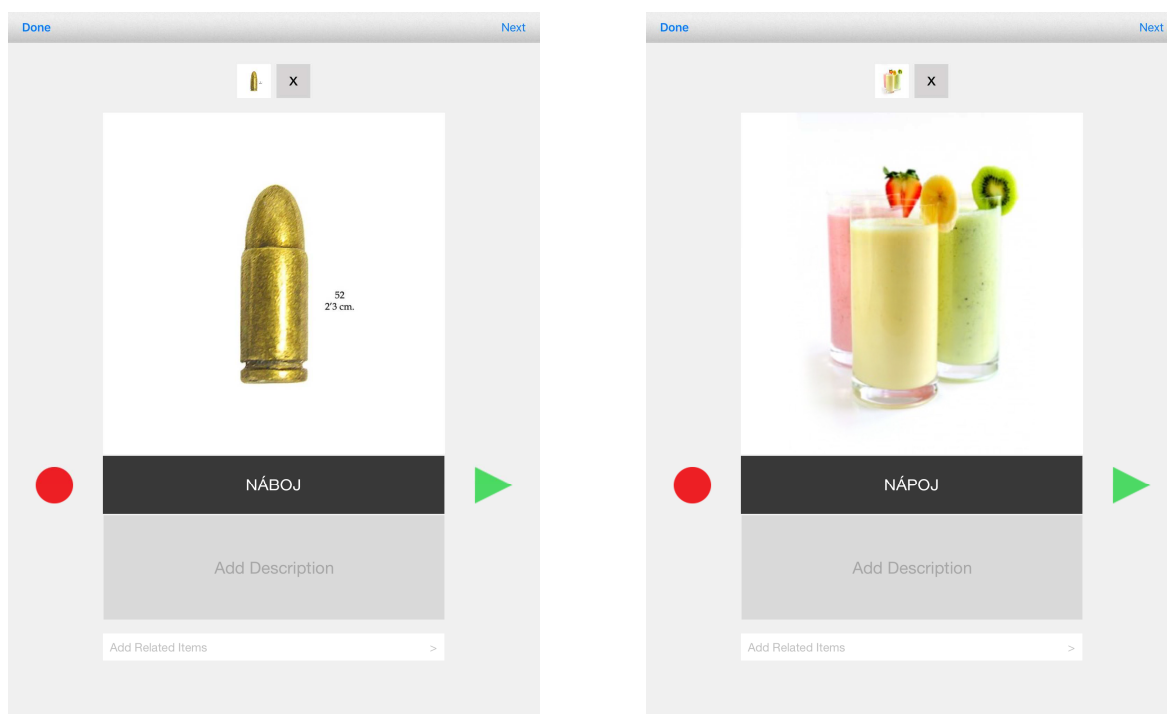 Done
Next
X
52
2'3 cm.
NÁBOJ
Add Description
Add Related Items >
Done
Next
X
NÁPOJ
Add Description
Add Related Items >